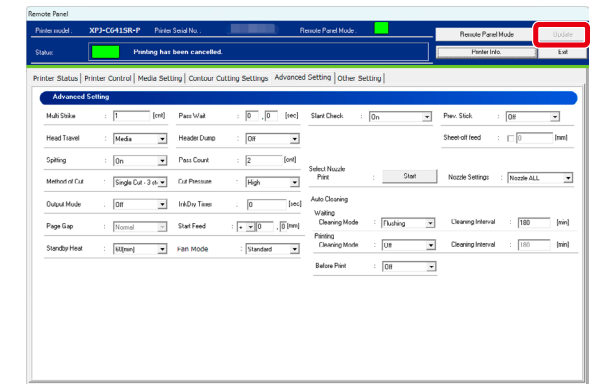 Remote Panel
Printer model : XPJ-C641SR-P Printer Serial No. : Remote Panel Mode : Remote Panel Mode Update
Status: Printing has been cancelled. Printer Info. Exit
Printer Status Printer Control Media Setting Contour Cutting Settings Advanced Setting Other Setting
Advanced Setting
Multi Strike : 1 [cnt] Pass Wait : 0 . 0 [sec] Slant Check : On Prev. Stick : Off
Head Travel : Media Header Dump : Off Sheet-off feed : 0 [mm]
Spitting : On Pass Count : 2 [cnt]
Select Nozzle
Method of Cut : Single Cut - 3 st Cut Pressure : High Print : Start Nozzle Settings : Nozzle ALL
Output Mode : Off InkDry Timer : 0 [sec] Auto Cleaning
Waiting
Page Gap : Normal Start Feed : + 0 . 0 [mm] Cleaning Mode : Flushing Cleaning Interval : 180 [min]
Printing
Standby Heat : 60[min] Fan Mode : Standard Cleaning Mode : Off Cleaning Interval : 180 [min]
Before Print : Off